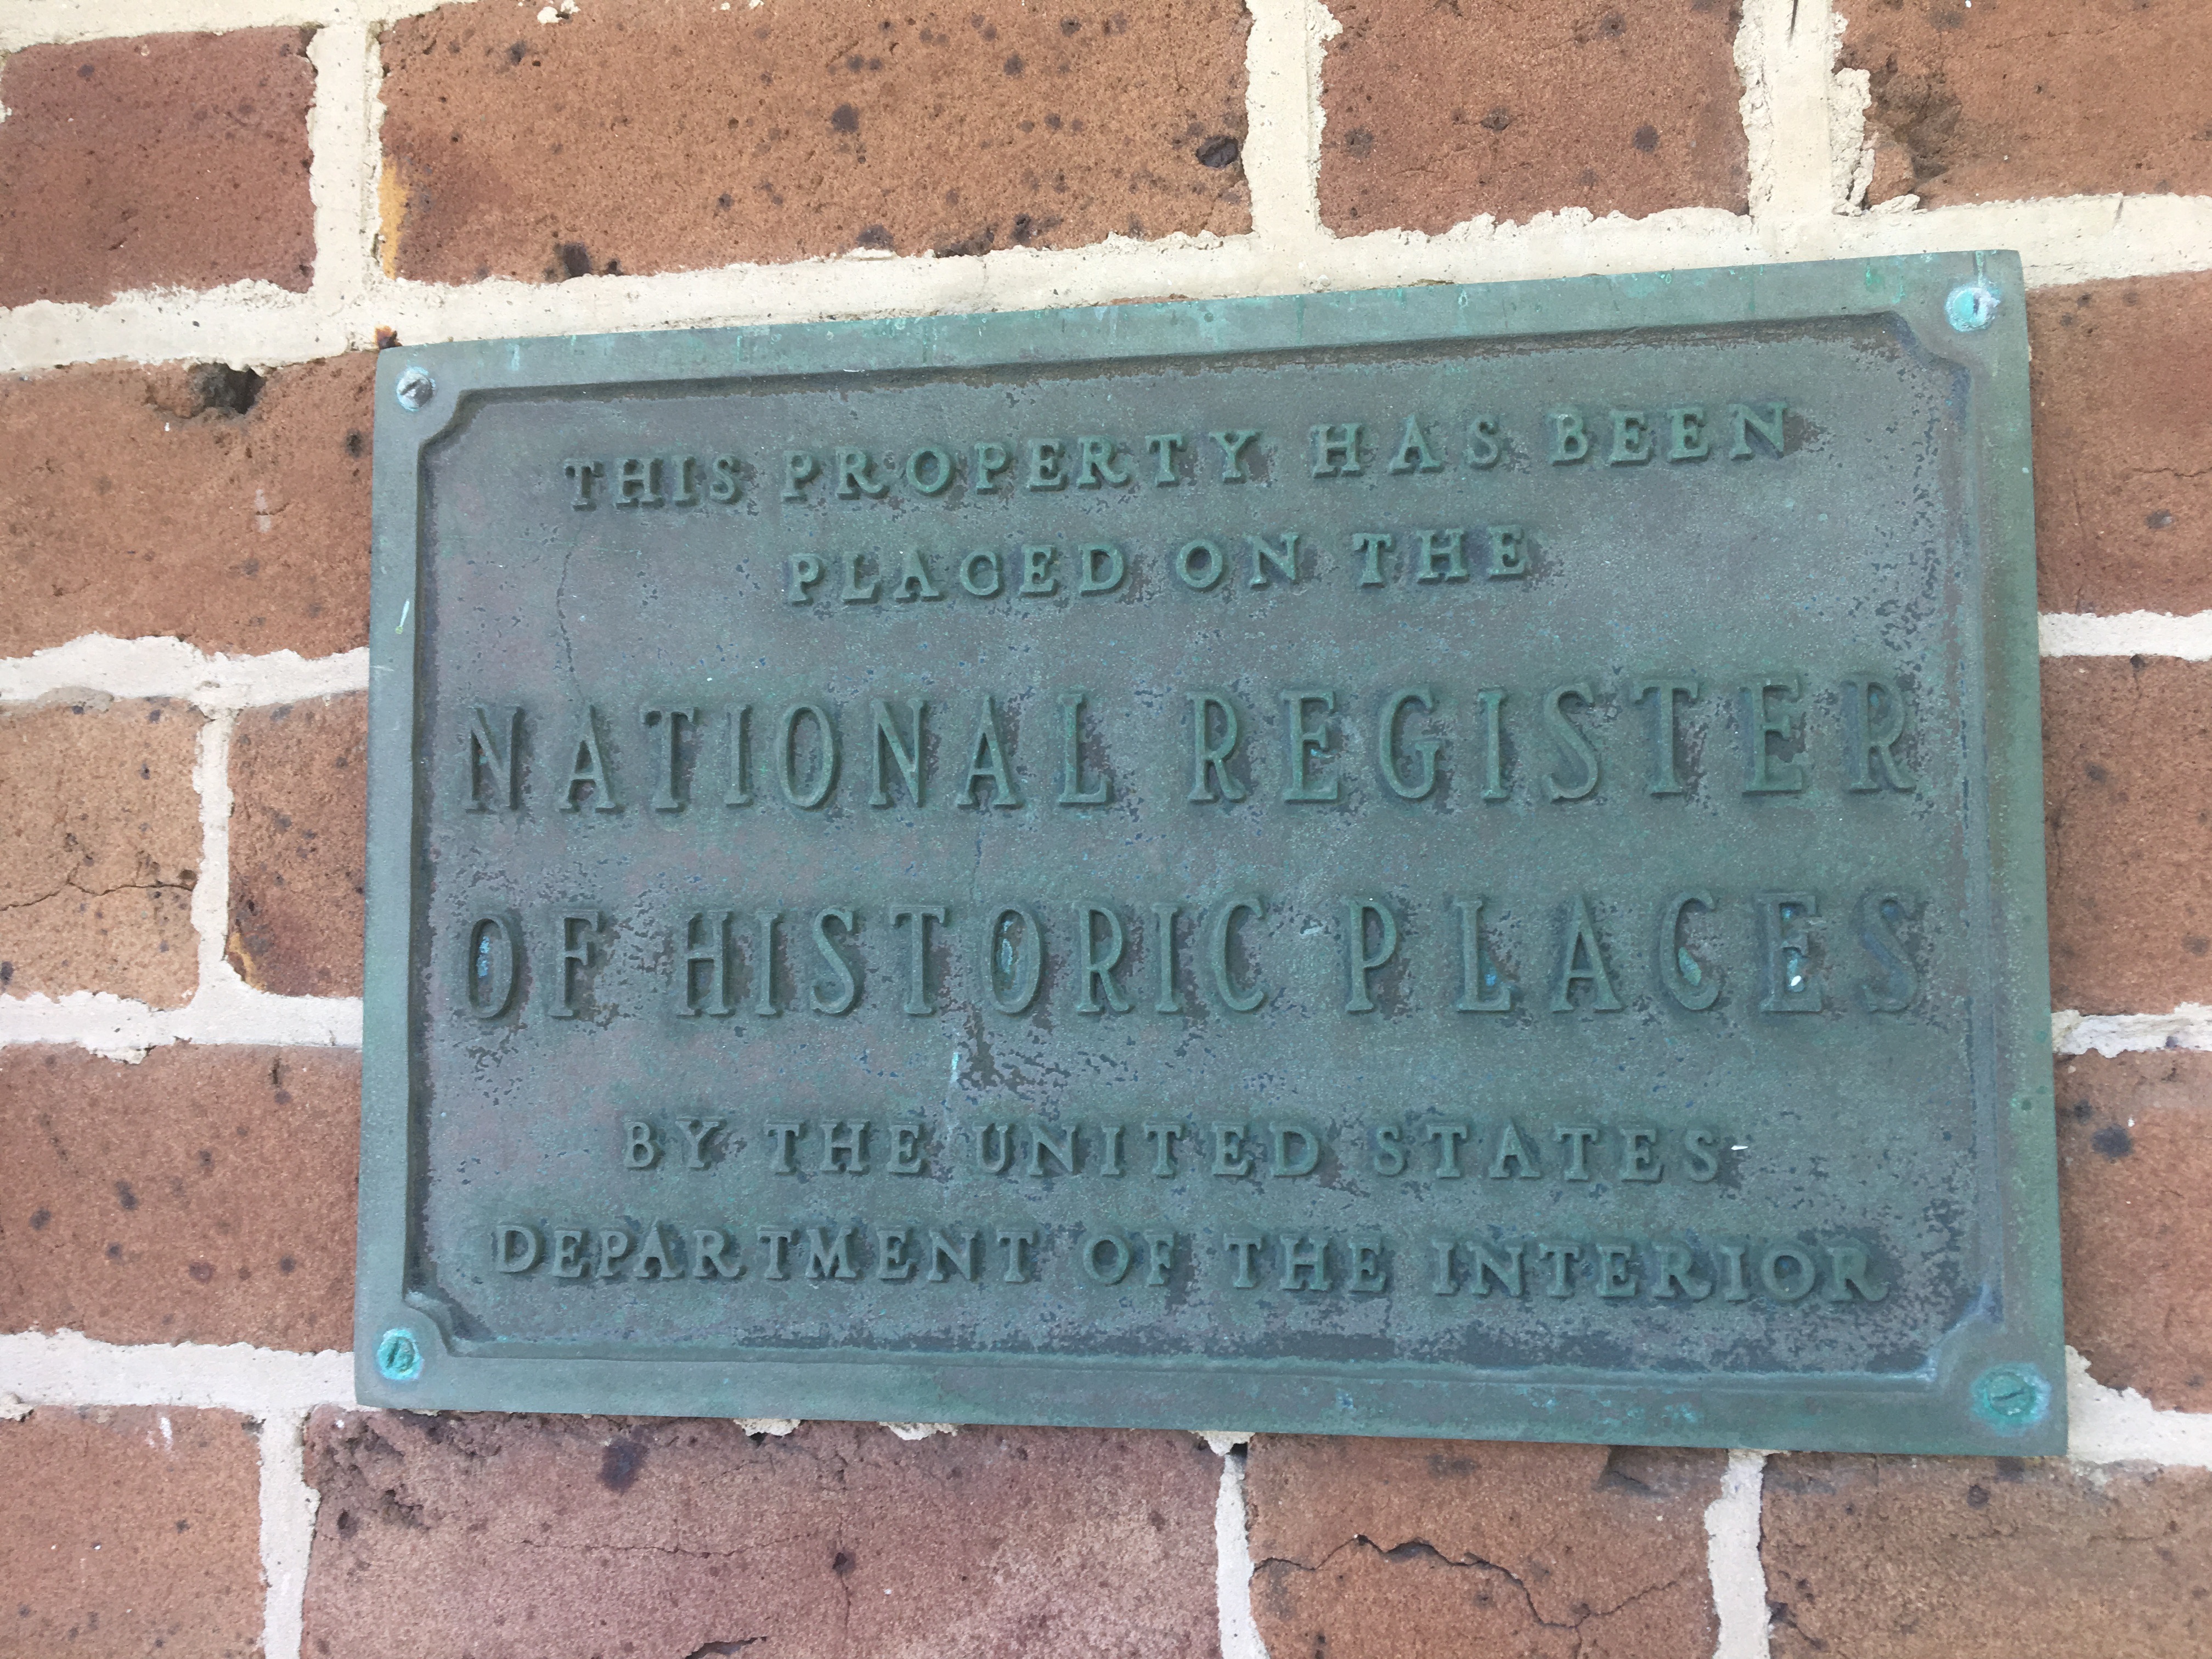 THIS PROPERTY HAS BEEN
PLACED ON THE
NATIONAL REGISTER
OF HISTORIC PLACES
BY THE UNITED STATES
DEPARTMENT OF THE INTERIOR